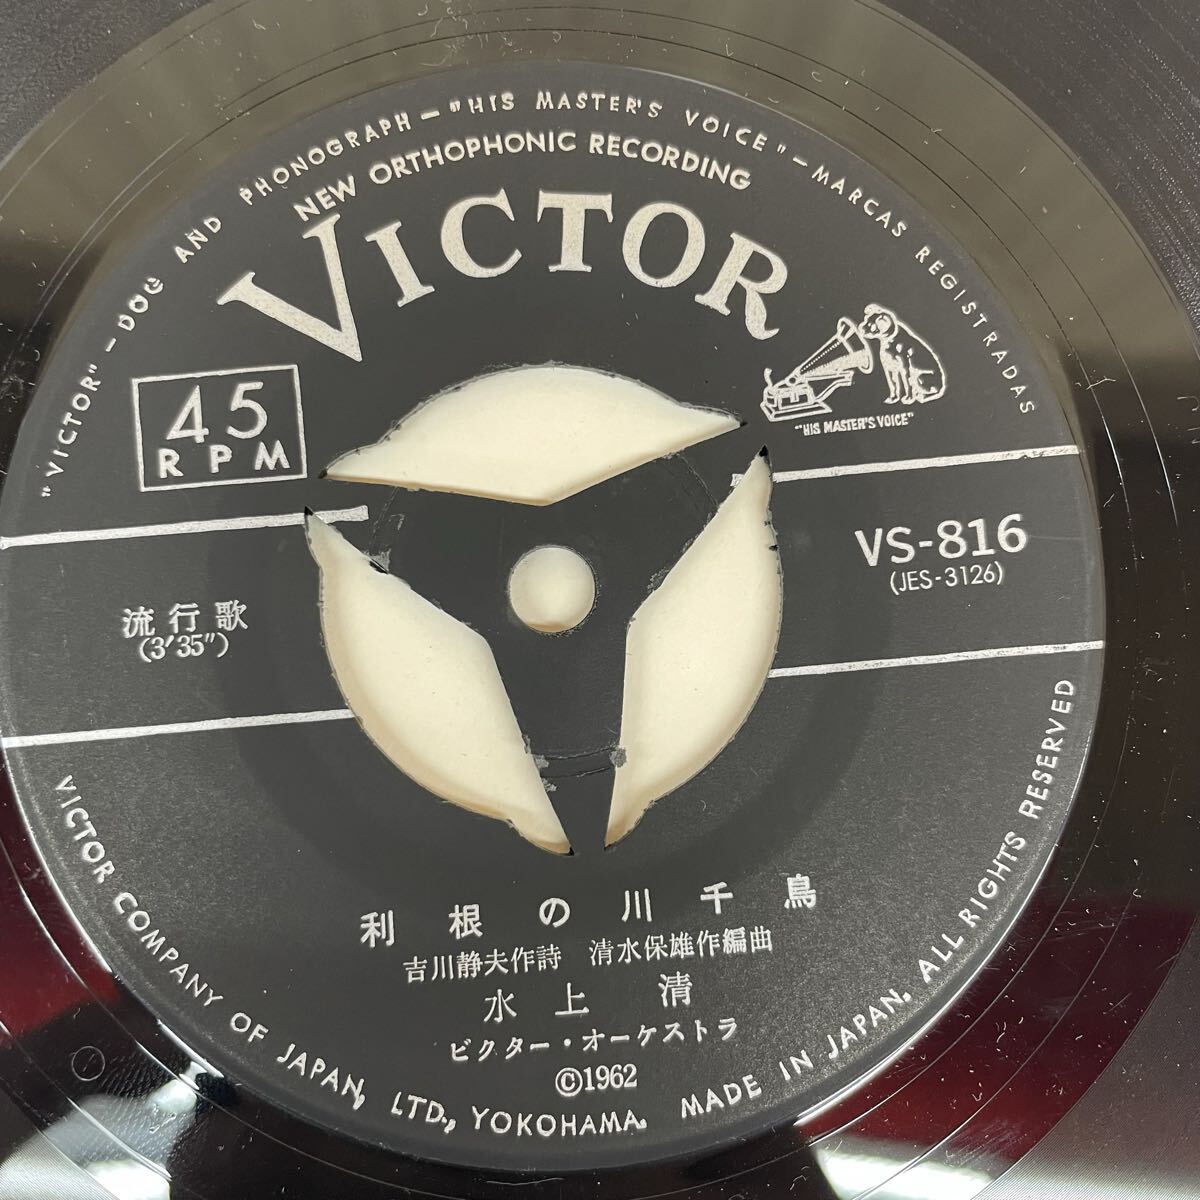 "VICTOR" – DOG AND PHONOGRAPH – "HIS MASTER'S VOICE" – MARCAS REGISTRADAS
NEW ORTHOPHONIC RECORDING
VICTOR
45
RPM
"HIS MASTER'S VOICE"
VS-816
(JES-3126)
流行歌
(3′35″)
利根の川千鳥
吉川静夫作詩 清水保雄作編曲
水上 清
ビクター・オーケストラ
©1962
VICTOR COMPANY OF JAPAN, LTD., YOKOHAMA. MADE IN JAPAN. ALL RIGHTS RESERVED